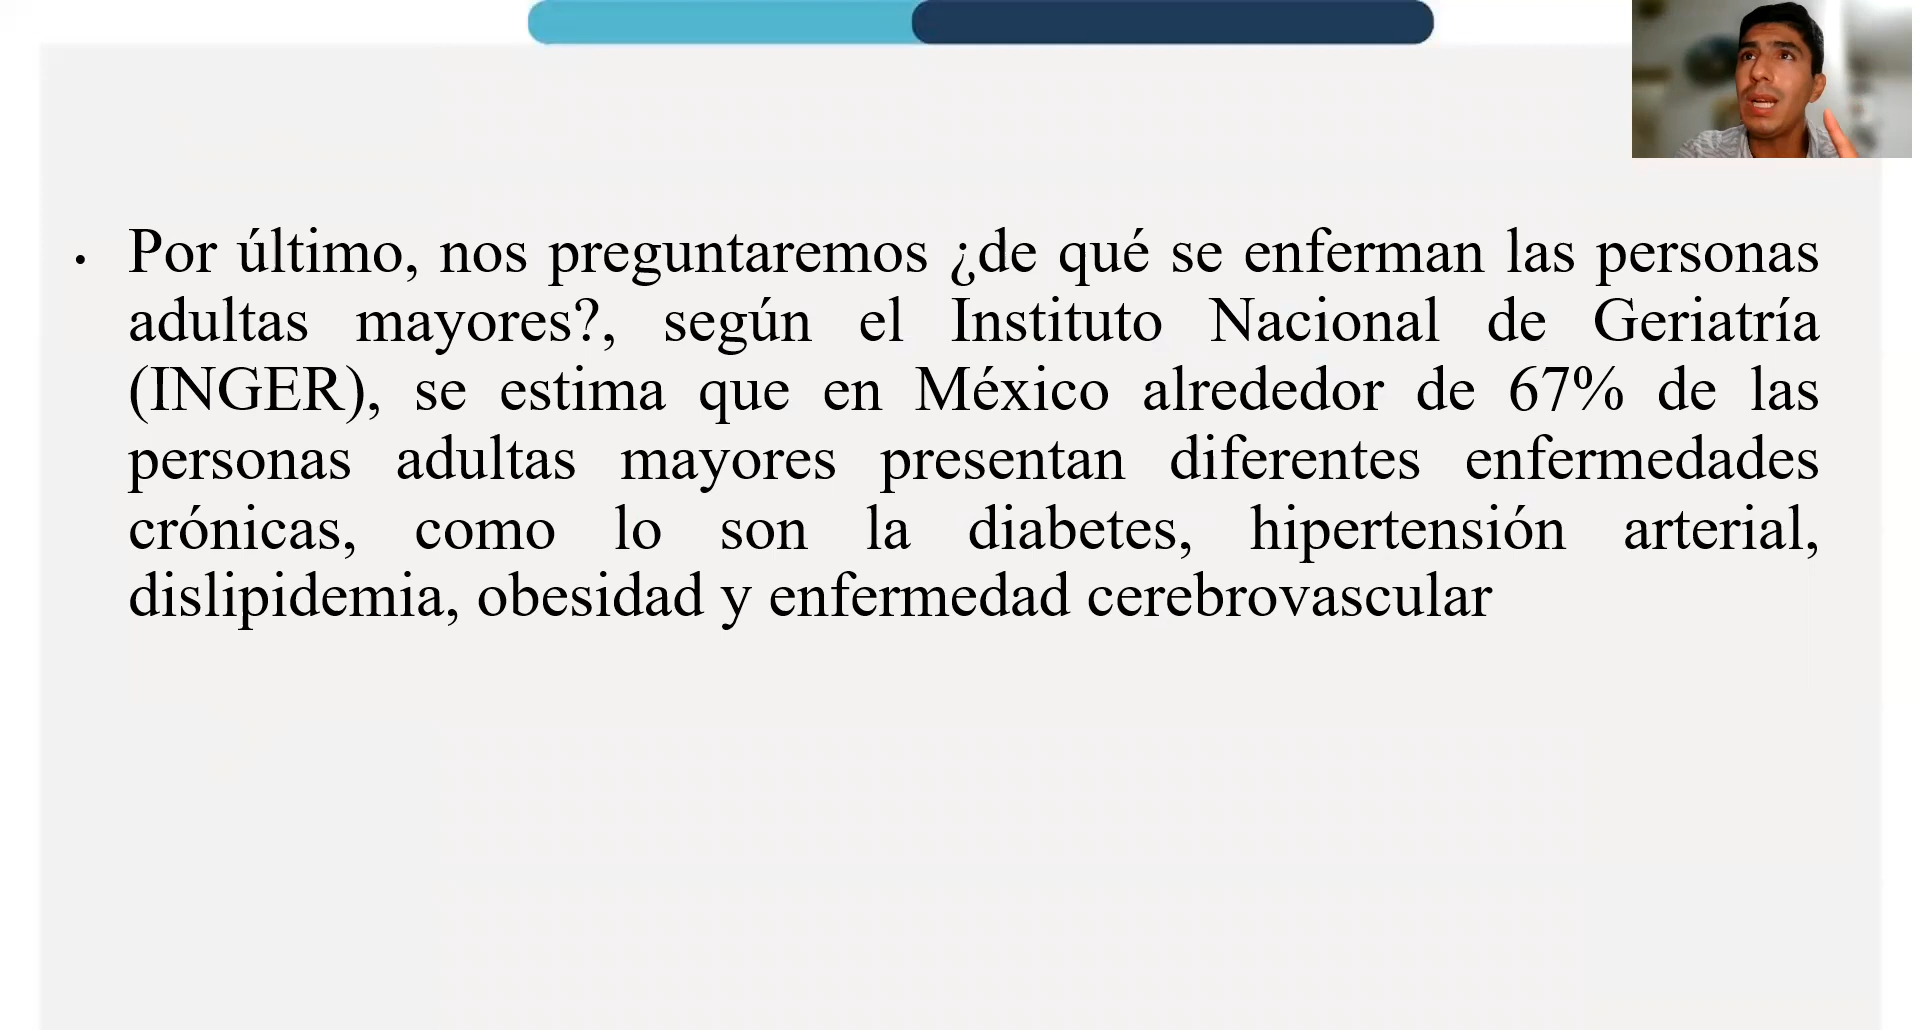 • Por último, nos preguntaremos ¿de qué se enferman las personas
adultas mayores?, según el Instituto Nacional de Geriatría
(INGER), se estima que en México alrededor de 67% de las
personas adultas mayores presentan diferentes enfermedades
crónicas, como lo son la diabetes, hipertensión arterial,
dislipidemia, obesidad y enfermedad cerebrovascular